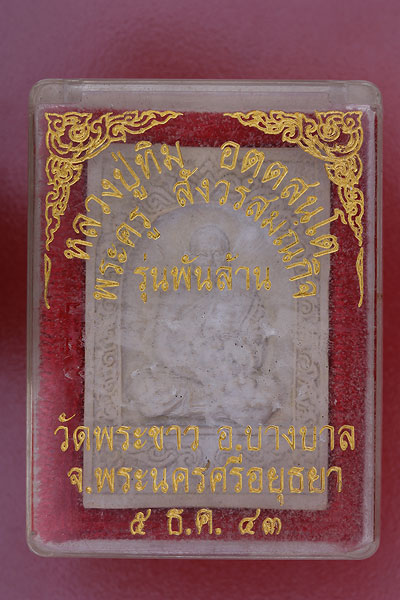 หลวงปู่ทิม อตฺตสนฺโต
พระครู สังวรสมณกิจ
รุ่นพันล้าน
วัดพระขาว อ.บางบาล
จ.พระนครศรีอยุธยา
๕ ธ.ค. ๔๓